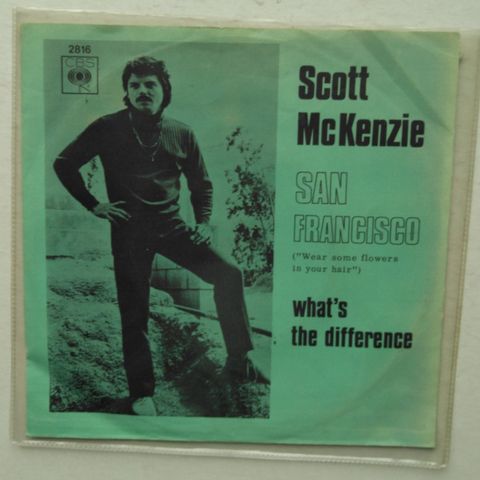 2816
CBS
Scott
McKenzie
SAN
FRANCISCO
("Wear some flowers
in your hair")
what's
the difference